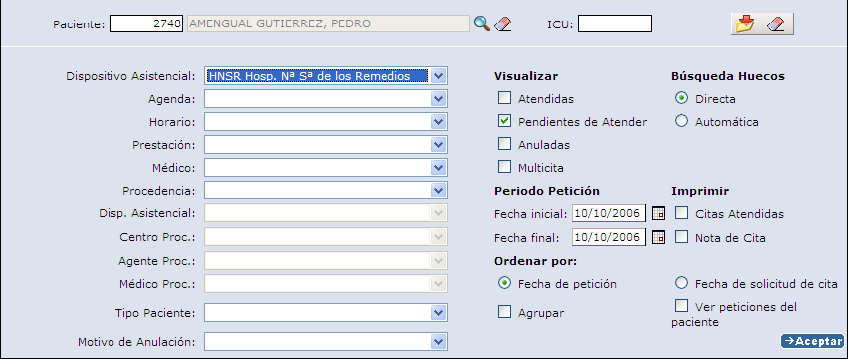 Paciente: 2740 AMENGUAL GUTIERREZ, PEDRO ICU:
Dispositivo Asistencial: HNSR Hosp. Nª Sª de los Remedios Visualizar Búsqueda Huecos
Agenda: Atendidas Directa
Horario: Pendientes de Atender Automática
Prestación: Anuladas
Médico: Multicita
Procedencia: Periodo Petición Imprimir
Disp. Asistencial: Fecha inicial: 10/10/2006 Citas Atendidas
Centro Proc.: Fecha final: 10/10/2006 Nota de Cita
Agente Proc.: Ordenar por:
Médico Proc.: Fecha de petición Fecha de solicitud de cita
Tipo Paciente: Agrupar Ver peticiones del
paciente
Motivo de Anulación: Aceptar